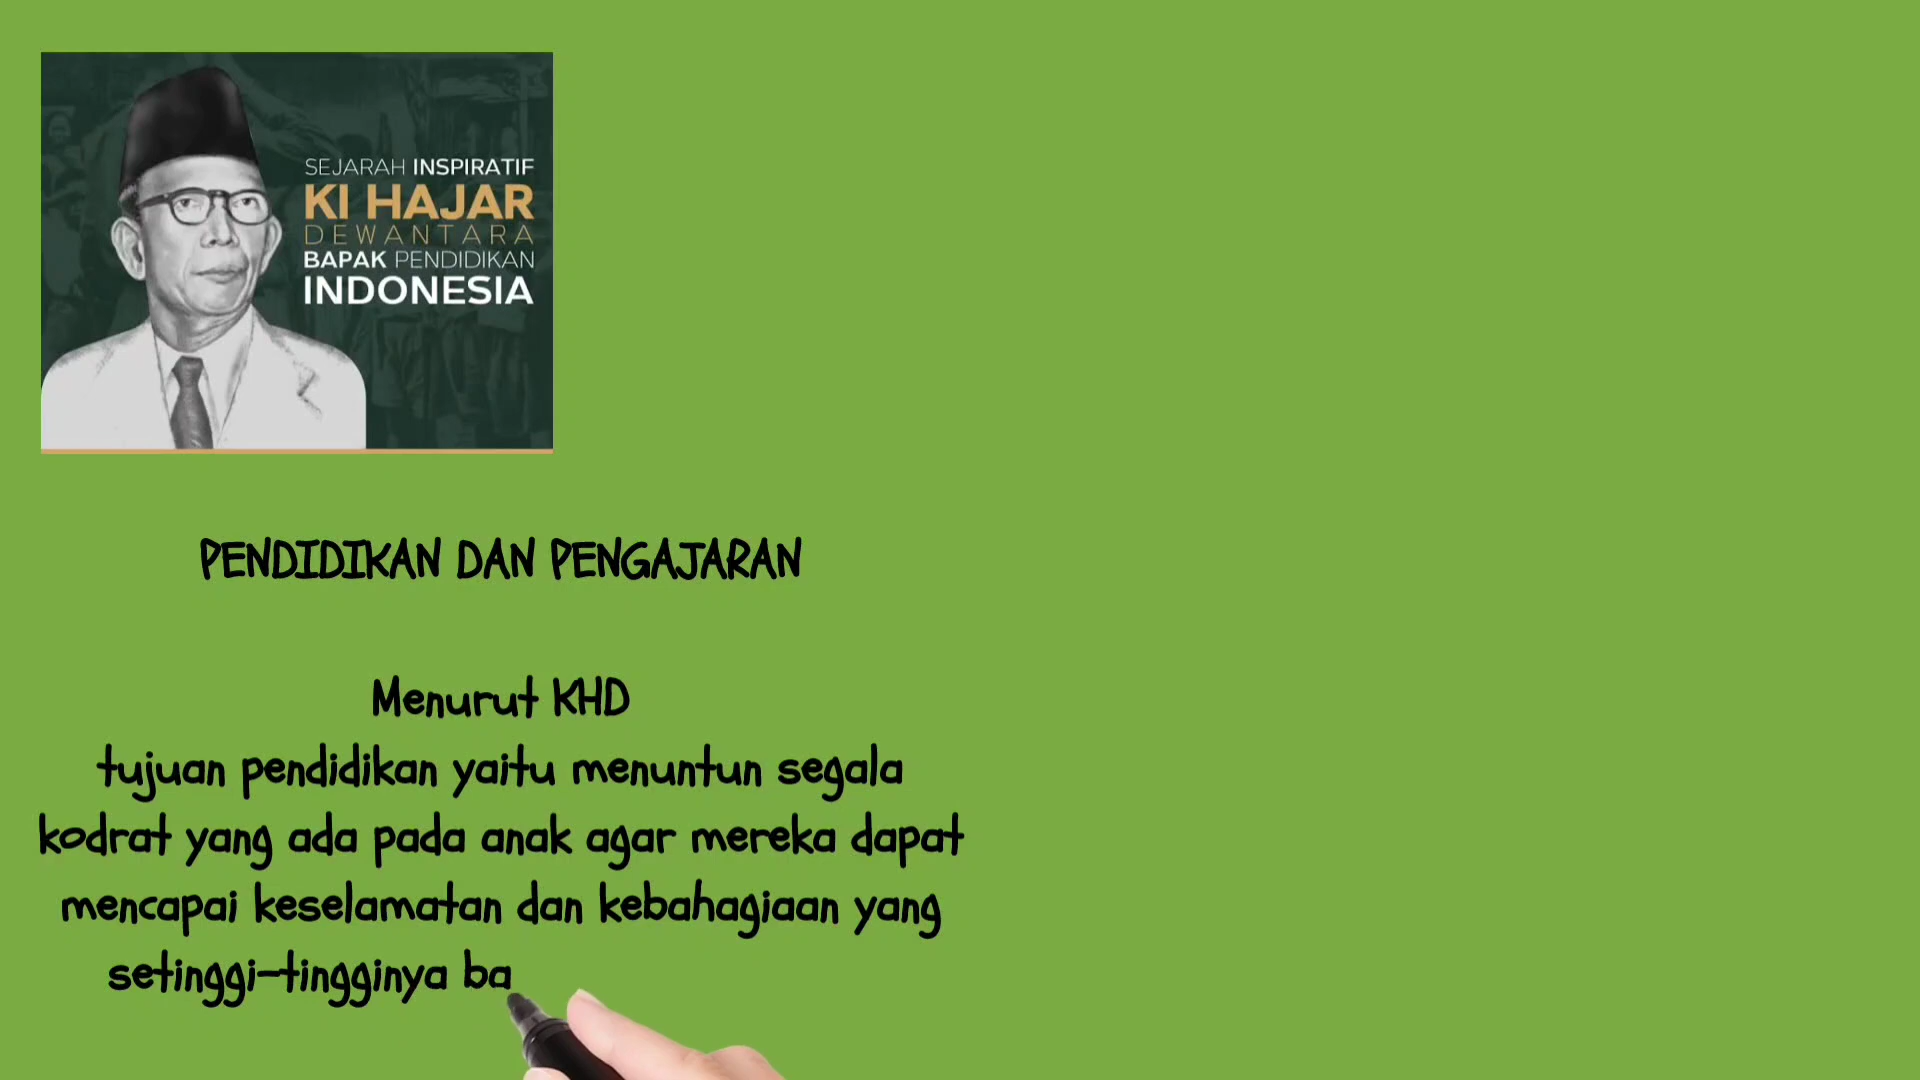 SEJARAH INSPIRATIF
KI HAJAR
DEWANTARA
BAPAK PENDIDIKAN
INDONESIA
PENDIDIKAN DAN PENGAJARAN
Menurut KHD
tujuan pendidikan yaitu menuntun segala
kodrat yang ada pada anak agar mereka dapat
mencapai keselamatan dan kebahagiaan yang
setinggi-tingginya ba